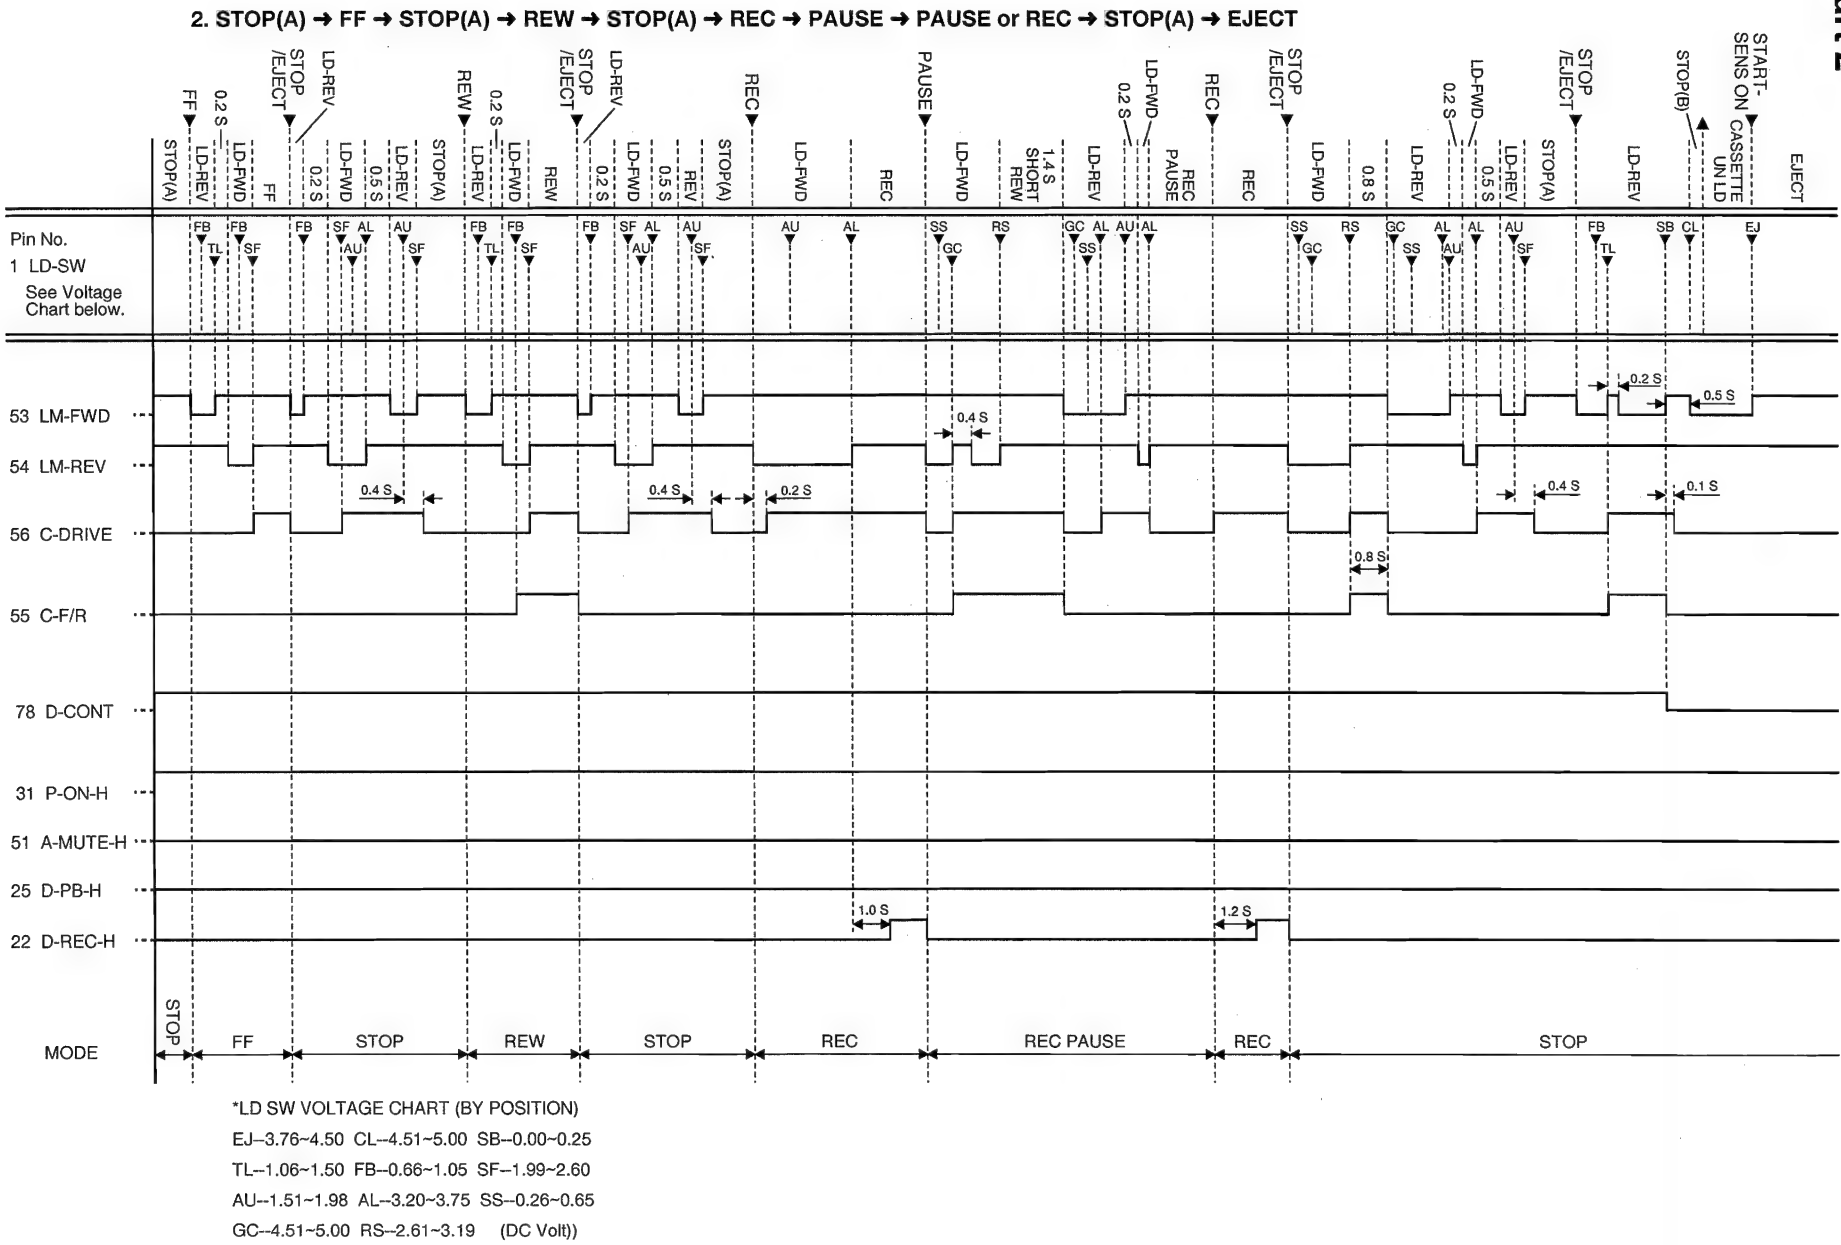 2. STOP(A) → FF → STOP(A) → REW → STOP(A) → REC → PAUSE → PAUSE or REC → STOP(A) → EJECT
FF
0.2 S
STOP /EJECT
LD-REV
REW
0.2 S
STOP /EJECT
LD-REV
REC
PAUSE
0.2 S
LD-FWD
REC
STOP /EJECT
0.2 S
LD-FWD
STOP /EJECT
STOP(B)
START-SENS ON
STOP(A)
LD-REV
LD-FWD
FF
0.2 S
LD-FWD
0.5 S
LD-REV
STOP(A)
LD-REV
LD-FWD
REW
0.2 S
LD-FWD
0.5 S
REV
STOP(A)
LD-FWD
REC
LD-FWD
1.4 S SHORT REW
LD-REV
REC PAUSE
REC
LD-FWD
0.8 S
LD-REV
0.5 S
LD-REV
STOP(A)
LD-REV
CASSETTE UN LD
EJECT
Pin No.
1 LD-SW
See Voltage
Chart below.
FB TL FB SF FB SF AU AL AU SF FB TL FB SF FB SF AU AL AU SF AU AL SS GC RS GC SS AL AU AL SS GC RS GC SS AL AU AL AU SF FB TL SB CL EJ
53 LM-FWD
0.2 S
0.5 S
54 LM-REV
0.4 S
56 C-DRIVE
0.4 S
0.4 S
0.2 S
0.4 S
0.1 S
55 C-F/R
0.8 S
78 D-CONT
31 P-ON-H
51 A-MUTE-H
25 D-PB-H
22 D-REC-H
1.0 S
1.2 S
MODE
STOP
FF
STOP
REW
STOP
REC
REC PAUSE
REC
STOP
*LD SW VOLTAGE CHART (BY POSITION)
EJ--3.76~4.50 CL--4.51~5.00 SB--0.00~0.25
TL--1.06~1.50 FB--0.66~1.05 SF--1.99~2.60
AU--1.51~1.98 AL--3.20~3.75 SS--0.26~0.65
GC--4.51~5.00 RS--2.61~3.19 (DC Volt))